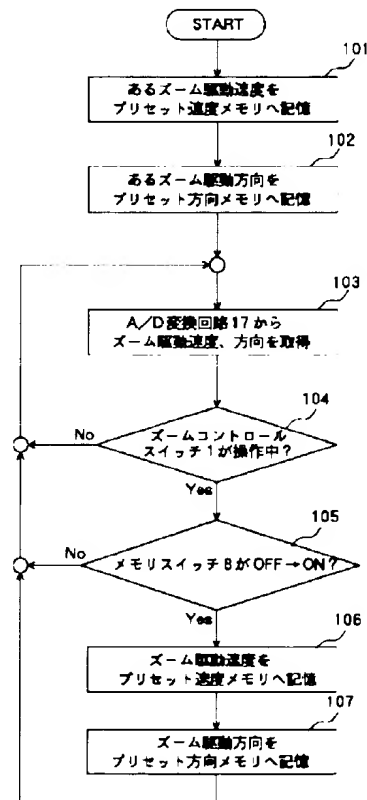 START
101
あるズーム駆動速度を
プリセット速度メモリへ記憶
102
あるズーム駆動方向を
プリセット方向メモリへ記憶
103
A/D変換回路17から
ズーム駆動速度、方向を取得
104
ズームコントロール
スイッチ1が操作中?
No
Yes
105
メモリスイッチ8がOFF→ON?
No
Yes
106
ズーム駆動速度を
プリセット速度メモリへ記憶
107
ズーム駆動方向を
プリセット方向メモリへ記憶